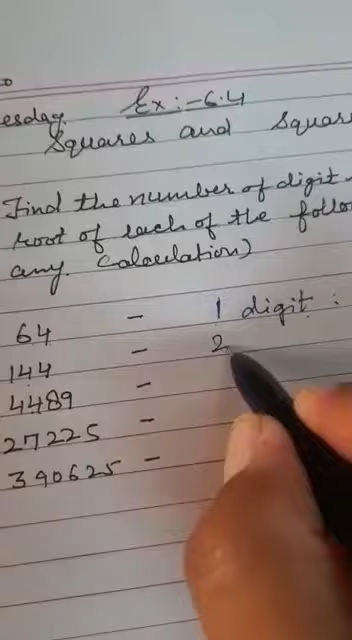 esday Ex:-6.4
Squares and Square
Find the number of digit
root of each of the follo
any calculation)
64 - 1 digit:
144 - 2
4489 -
27225 -
390625 -